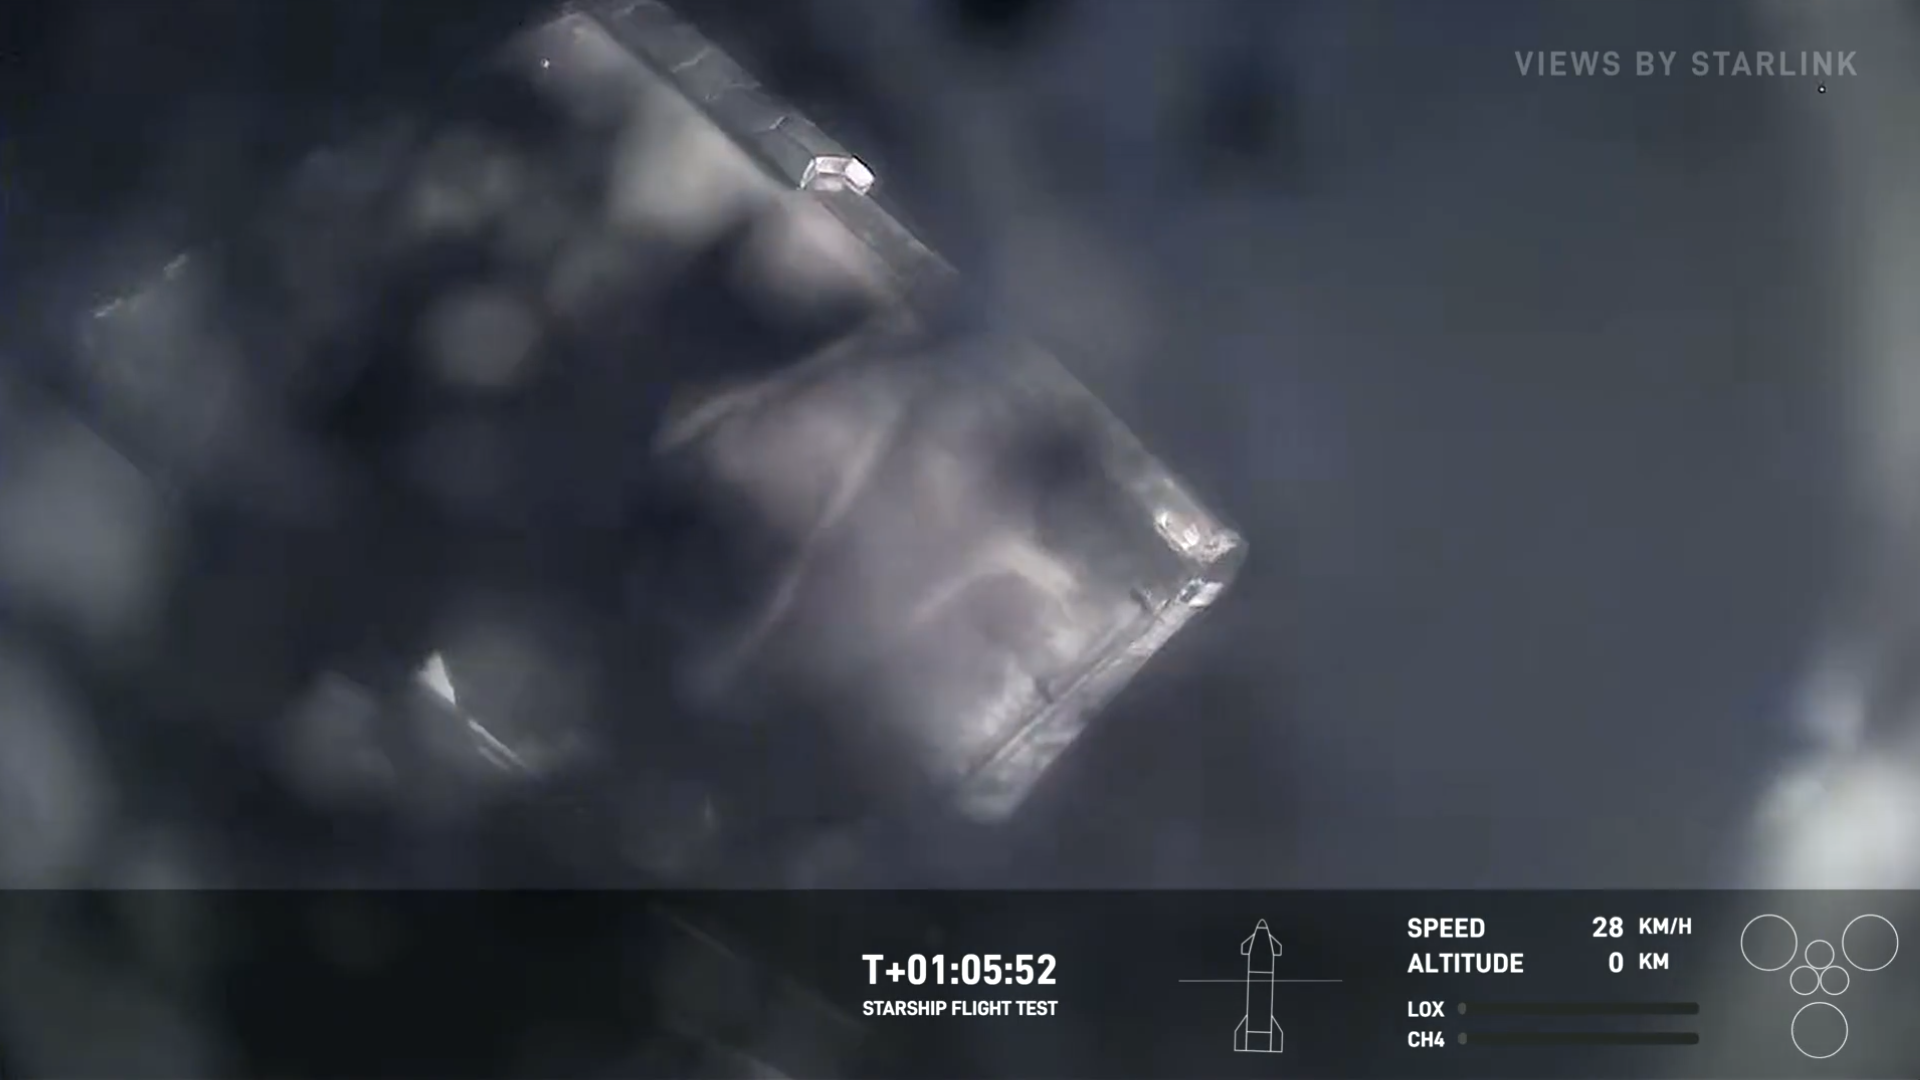 VIEWS BY STARLINK
T+01:05:52
STARSHIP FLIGHT TEST
SPEED 28 KM/H
ALTITUDE 0 KM
LOX
CH4